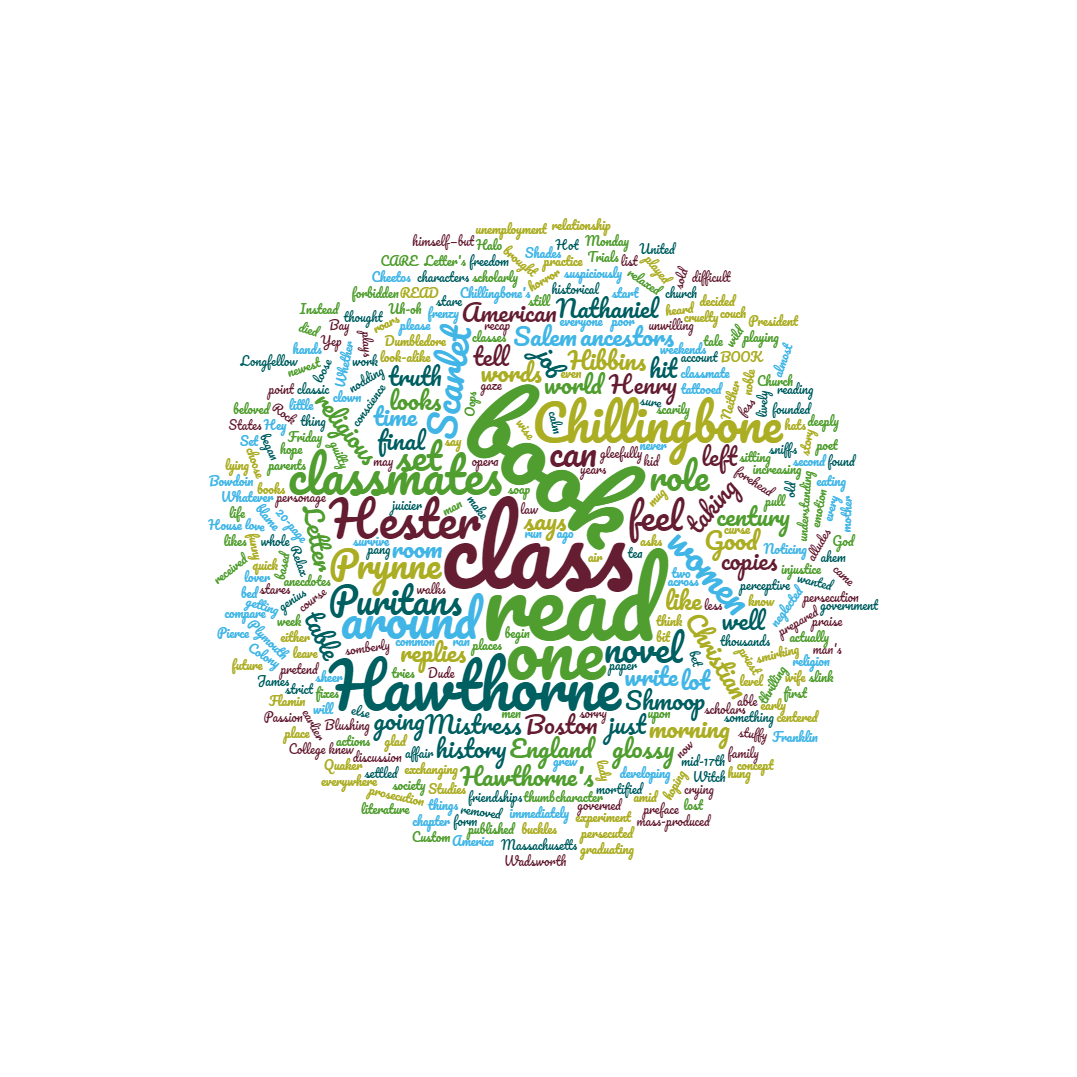 unemployment relationship
himself—but Halo brought Shades Hot Monday United
CARE Letter's freedom horror practice Trials list played sold difficult
Cheetos characters scholarly suspiciously relaxed
forbidden READ stare Chillingbone's still historical start church decided
Instead thought Uh-oh frenzy American Nathaniel heard cruelty couch President
died Bay roars please recap everyone poor unwilling tale wild playing
Yep plays Dumbledore Scarlet classes Salem ancestors weekends account BOOK almost
Longfellow hands Whether work look-alike tell jif Hibbins hit classmate
newest loose nodding truth words even world Henry tattooed Neither noble Church reading
point classic clown conscience looks gaze sure scarily less lively founded
beloved little religious time Oops book calm Chillingbone hats deeply
States Hey Rock thing final wise never story poet
Set began Friday guilty say can gleefully kid left sitting sniffs second found
lying hope parents may set opera years role forehead increasing
Bowdoin choose books classmates soap mug taking pull old understanding emotion eating
Whatever personage juicier man make law feel century every mother
life blame 20-page Letter Hester class says curse
House love run ago asks women Good Noticing alludes God
likes funny whole Relax survive pang room air tea copies injustice ahem
received lover quick based anecdotes Prynne walks read two across perceptive wanted came
bed stares genius course Puritans like less know neglected persecution government
getting compare week table around begin think well prepared praise
Pierce Plymouth Colony either common ran places bit Christian thousands actually man's
future leave somberly replies one novel bet priest smirking religion
James pretend tries Dude paper write lot level wife slink
strict sheer fixes Hawthorne Shmoop able thrilling early first
Flamin will else men sorry upon scholars something centered
Passion earlier Blushing going Mistress Boston just morning stuffy Franklin
place actions glad history England glossy now family
College knew discussion affair grew lady mid-17th concept
Quaker settled exchanging Hawthorne's developing hoping Witch hung
everywhere society Studies mortified amid crying
prosecution things friendships thumb character governed preface lost
literature chapter form removed immediately experiment mass-produced
Custom America published buckles persecuted
Massachusetts graduating
Wadsworth